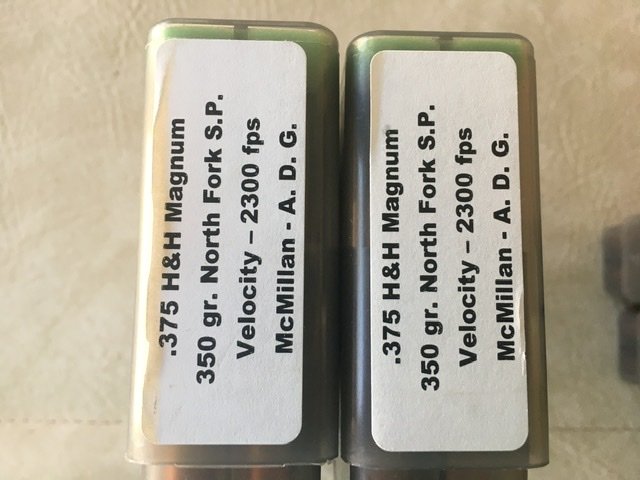 .375 H&H Magnum
350 gr. North Fork S.P.
Velocity – 2300 fps
McMillan - A. D. G.
.375 H&H Magnum
350 gr. North Fork S.P.
Velocity – 2300 fps
McMillan - A. D. G.